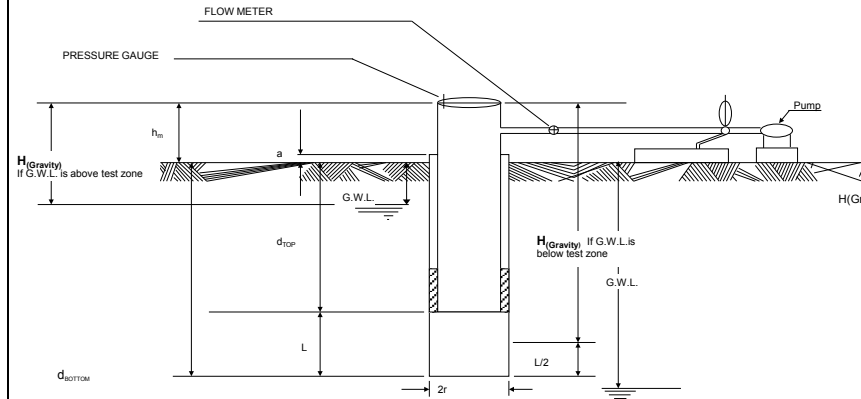 FLOW METER
PRESSURE GAUGE
Pump
hm
a
H(Gravity)
If G.W.L. is above test zone
G.W.L.
H(Gr
dTOP
H(Gravity) If G.W.L.is
below test zone
G.W.L.
L
L/2
dBOTTOM
2r